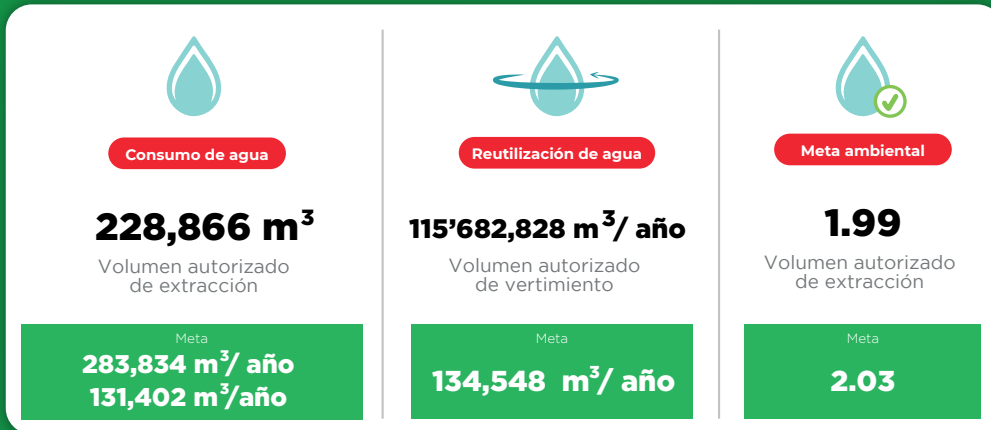 Consumo de agua
228,866 m³
Volumen autorizado
de extracción
Meta
283,834 m³/ año
131,402 m³/año
Reutilización de agua
115’682,828 m³/ año
Volumen autorizado
de vertimiento
Meta
134,548 m³/ año
Meta ambiental
1.99
Volumen autorizado
de extracción
Meta
2.03